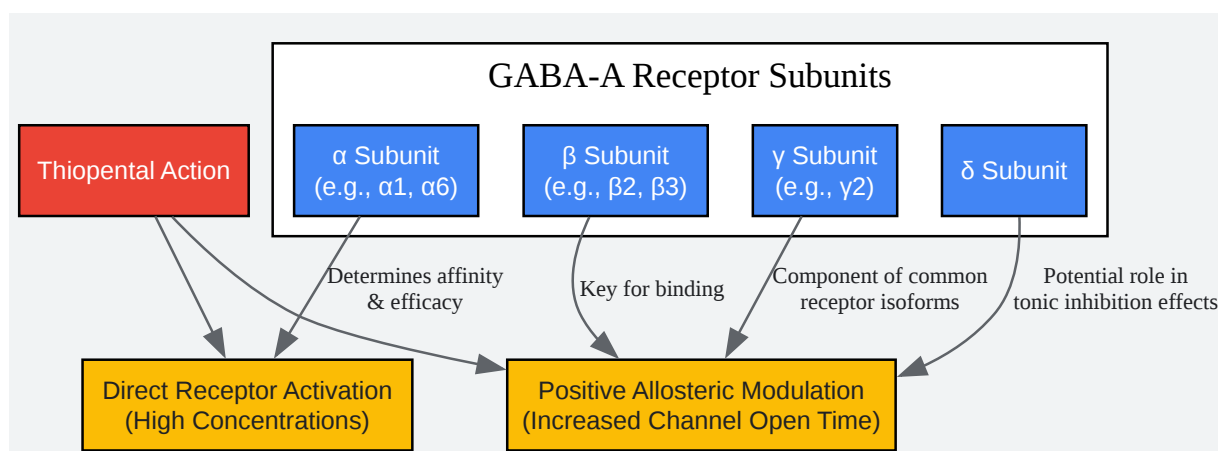 GABA-A Receptor Subunits
Thiopental Action
α Subunit
(e.g., α1, α6)
β Subunit
(e.g., β2, β3)
γ Subunit
(e.g., γ2)
δ Subunit
Determines affinity
& efficacy
Key for binding
Component of common
receptor isoforms
Potential role in
tonic inhibition effects
Direct Receptor Activation
(High Concentrations)
Positive Allosteric Modulation
(Increased Channel Open Time)